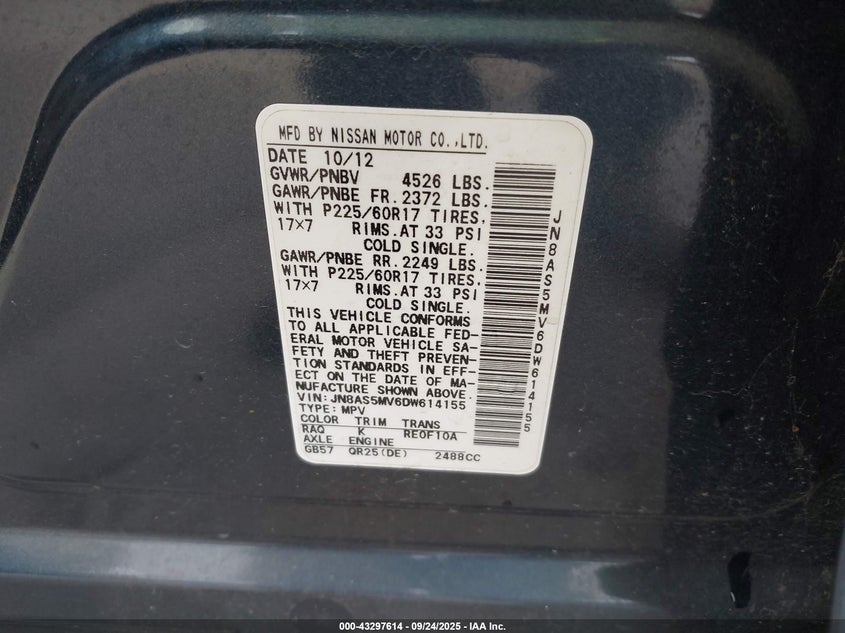 MFD BY NISSAN MOTOR CO.,LTD.
DATE 10/12
GVWR/PNBV 4526 LBS.
GAWR/PNBE FR. 2372 LBS.
WITH P225/60R17 TIRES,
17×7 RIMS.AT 33 PSI
COLD SINGLE.
GAWR/PNBE RR. 2249 LBS.
WITH P225/60R17 TIRES,
17×7 RIMS.AT 33 PSI
COLD SINGLE.
THIS VEHICLE CONFORMS
TO ALL APPLICABLE FED-
ERAL MOTOR VEHICLE SA-
FETY AND THEFT PREVEN-
TION STANDARDS IN EFF-
ECT ON THE DATE OF MA-
NUFACTURE SHOWN ABOVE.
VIN: JN8AS5MV6DW614155
TYPE: MPV
COLOR TRIM TRANS
RAQ K RE0F10A
AXLE ENGINE
GB57 QR25(DE) 2488CC
JN8AS5MV6DW614155
000-43297614 - 09/24/2025 - IAA Inc.